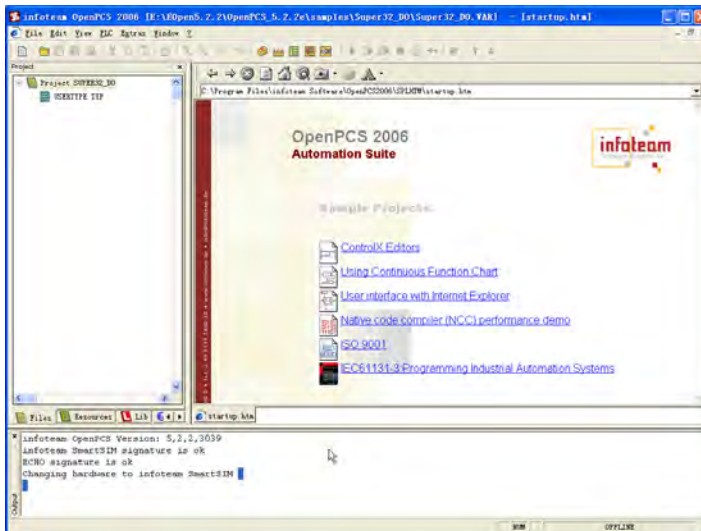 infoteam OpenPCS 2006 [E:\EOpen5.2.2\OpenPCS_5.2.2e\samples\Super32_DO\Super32_DO.VAR] - [startup.htm]
File Edit View PLC Extras Window ?
Project
Project SUPER32_DO
USERTYPE TYP
C:\Program Files\infoteam Software\OpenPCS2006\SPLASH\startup.htm
OpenPCS 2006
Automation Suite
infoteam
Sample Projects:
ControlX Editors
Using Continuous Function Chart
User interface with Internet Explorer
Native code compiler (NCC) performance demo
ISO 9001
IEC61131-3:Programming Industrial Automation Systems
Files Resources Lib
startup.htm
infoteam OpenPCS Version: 5,2,2,3039
infoteam SmartSIM signature is ok
ECHO signature is ok
Changing hardware to infoteam SmartSIM
NUM OFFLINE